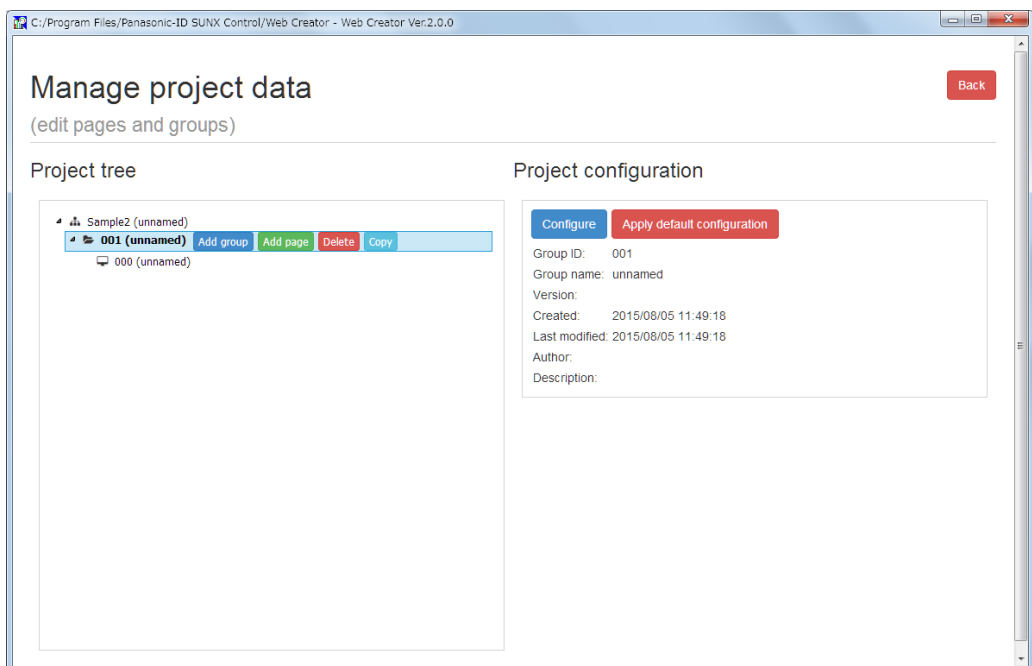 C:/Program Files/Panasonic-ID SUNX Control/Web Creator - Web Creator Ver.2.0.0
Manage project data
Back
(edit pages and groups)
Project tree
Sample2 (unnamed)
001 (unnamed) Add group Add page Delete Copy
000 (unnamed)
Project configuration
Configure Apply default configuration
Group ID: 001
Group name: unnamed
Version:
Created: 2015/08/05 11:49:18
Last modified: 2015/08/05 11:49:18
Author:
Description: